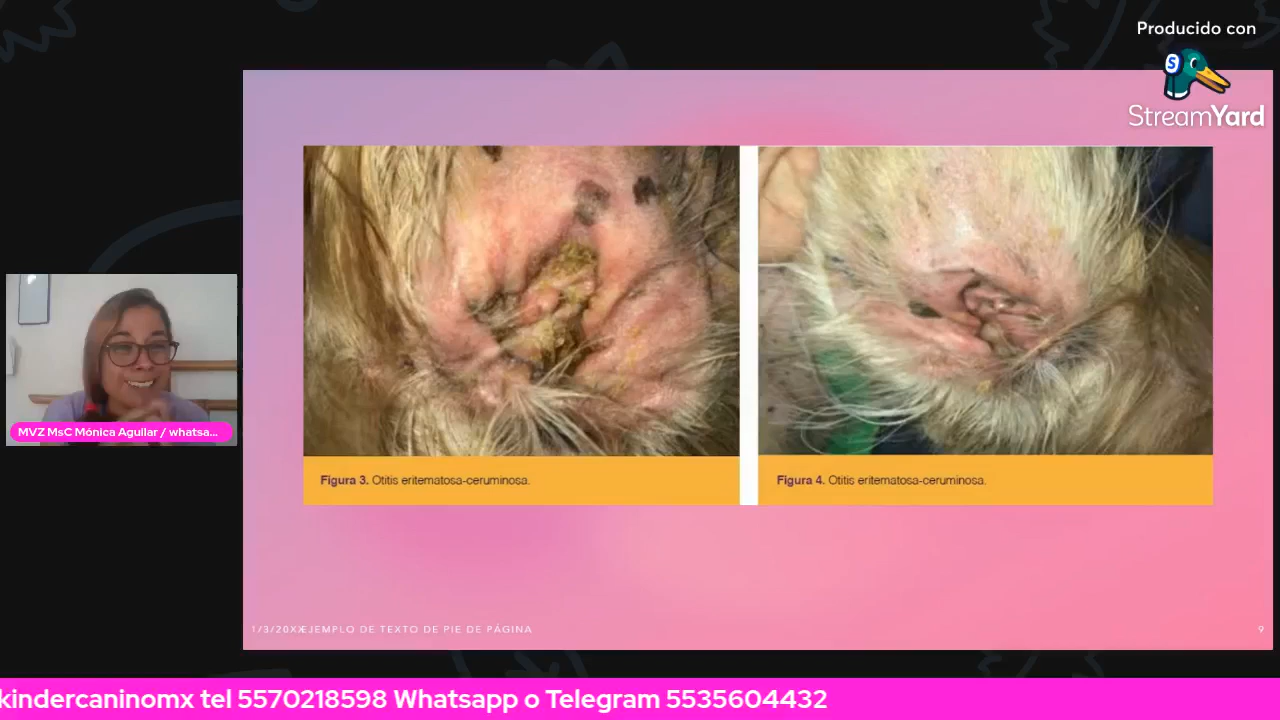 Producido con
StreamYard
Figura 3. Otitis eritematosa-ceruminosa.
Figura 4. Otitis eritematosa-ceruminosa.
MVZ MsC Mónica Aguilar / whatsa...
1/3/20XX
EJEMPLO DE TEXTO DE PIE DE PÁGINA
9
kindercaninomx tel 5570218598 Whatsapp o Telegram 5535604432